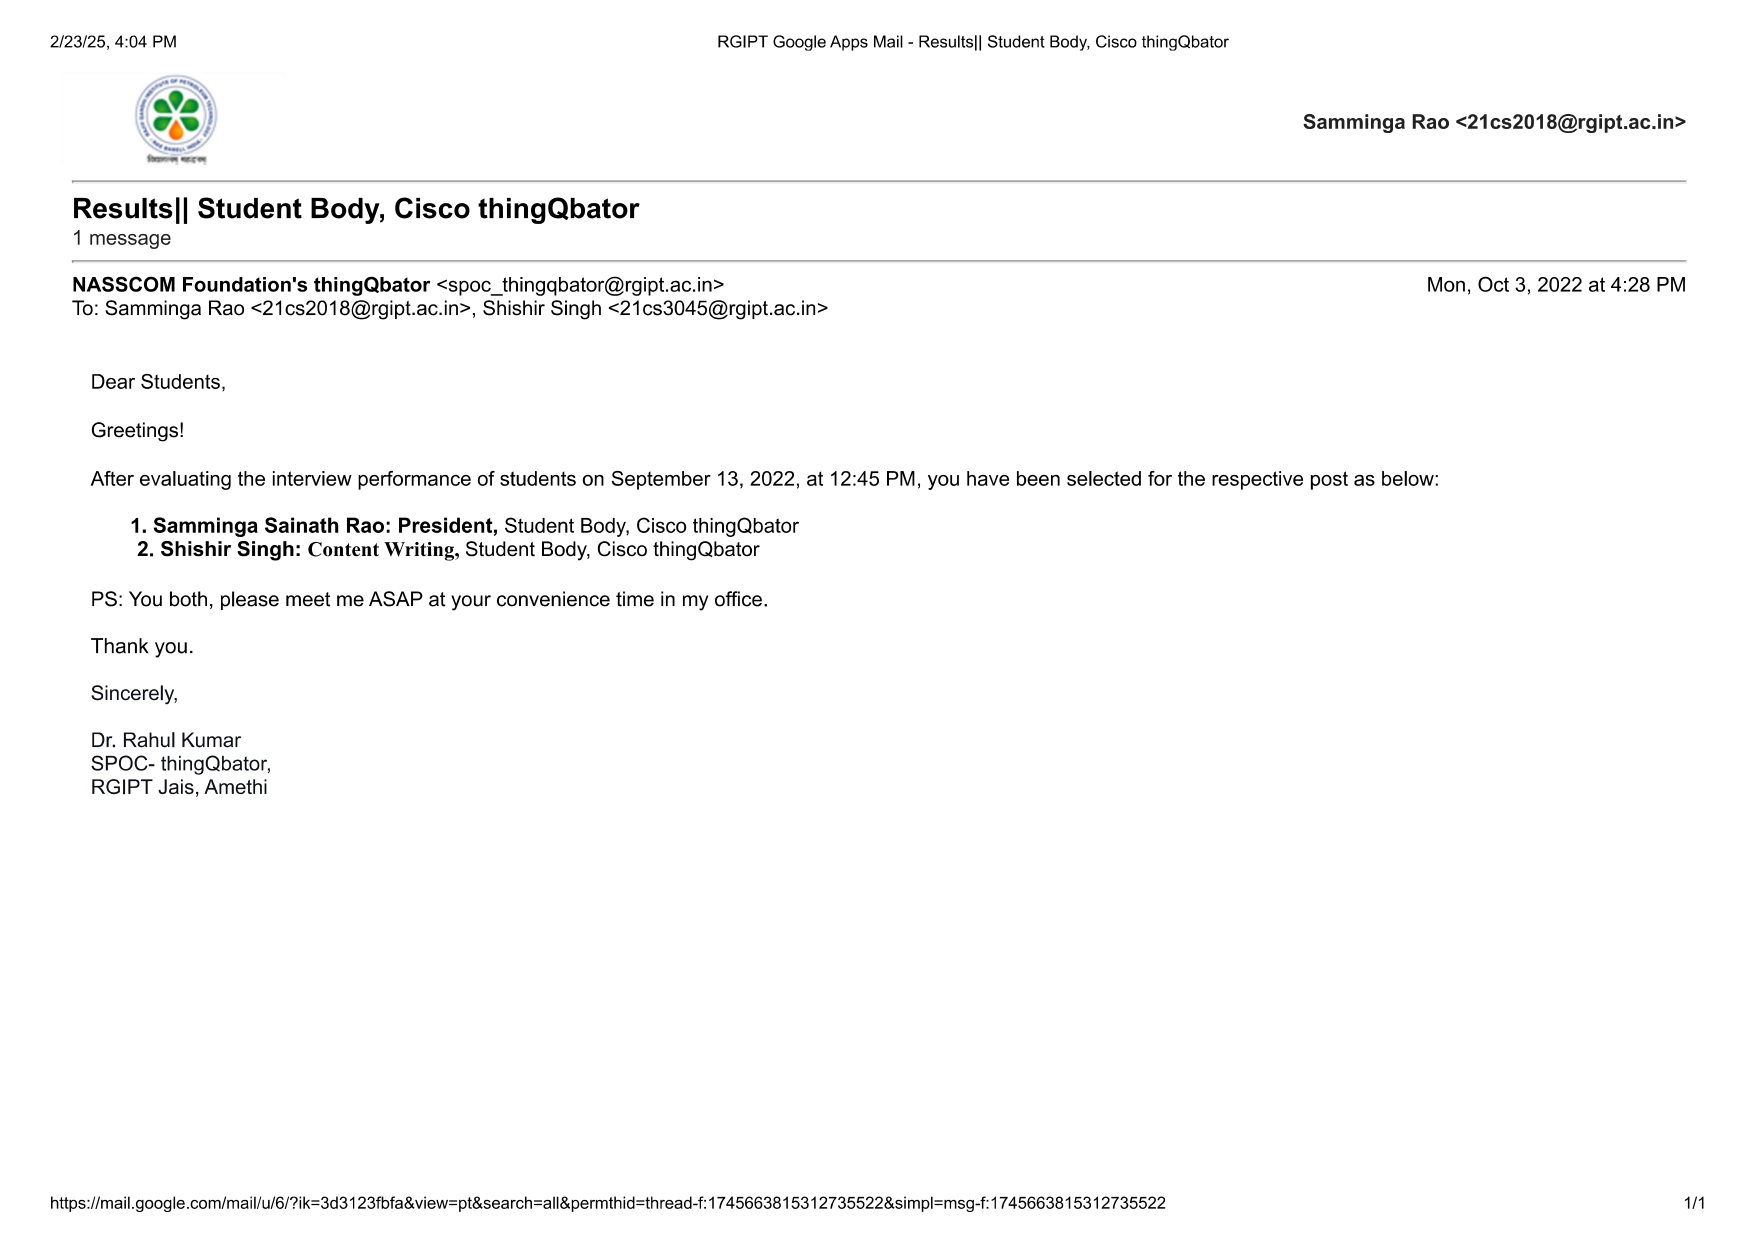 2/23/25, 4:04 PM
RGIPT Google Apps Mail - Results|| Student Body, Cisco thingQbator
Samminga Rao <21cs2018@rgipt.ac.in>
Results|| Student Body, Cisco thingQbator
1 message
NASSCOM Foundation's thingQbator <spoc_thingqbator@rgipt.ac.in>
Mon, Oct 3, 2022 at 4:28 PM
To: Samminga Rao <21cs2018@rgipt.ac.in>, Shishir Singh <21cs3045@rgipt.ac.in>
Dear Students,
Greetings!
After evaluating the interview performance of students on September 13, 2022, at 12:45 PM, you have been selected for the respective post as below:
1. Samminga Sainath Rao: President, Student Body, Cisco thingQbator
2. Shishir Singh: Content Writing, Student Body, Cisco thingQbator
PS: You both, please meet me ASAP at your convenience time in my office.
Thank you.
Sincerely,
Dr. Rahul Kumar
SPOC- thingQbator,
RGIPT Jais, Amethi
https://mail.google.com/mail/u/6/?ik=3d3123fbfa&view=pt&search=all&permthid=thread-f:1745663815312735522&simpl=msg-f:1745663815312735522
1/1